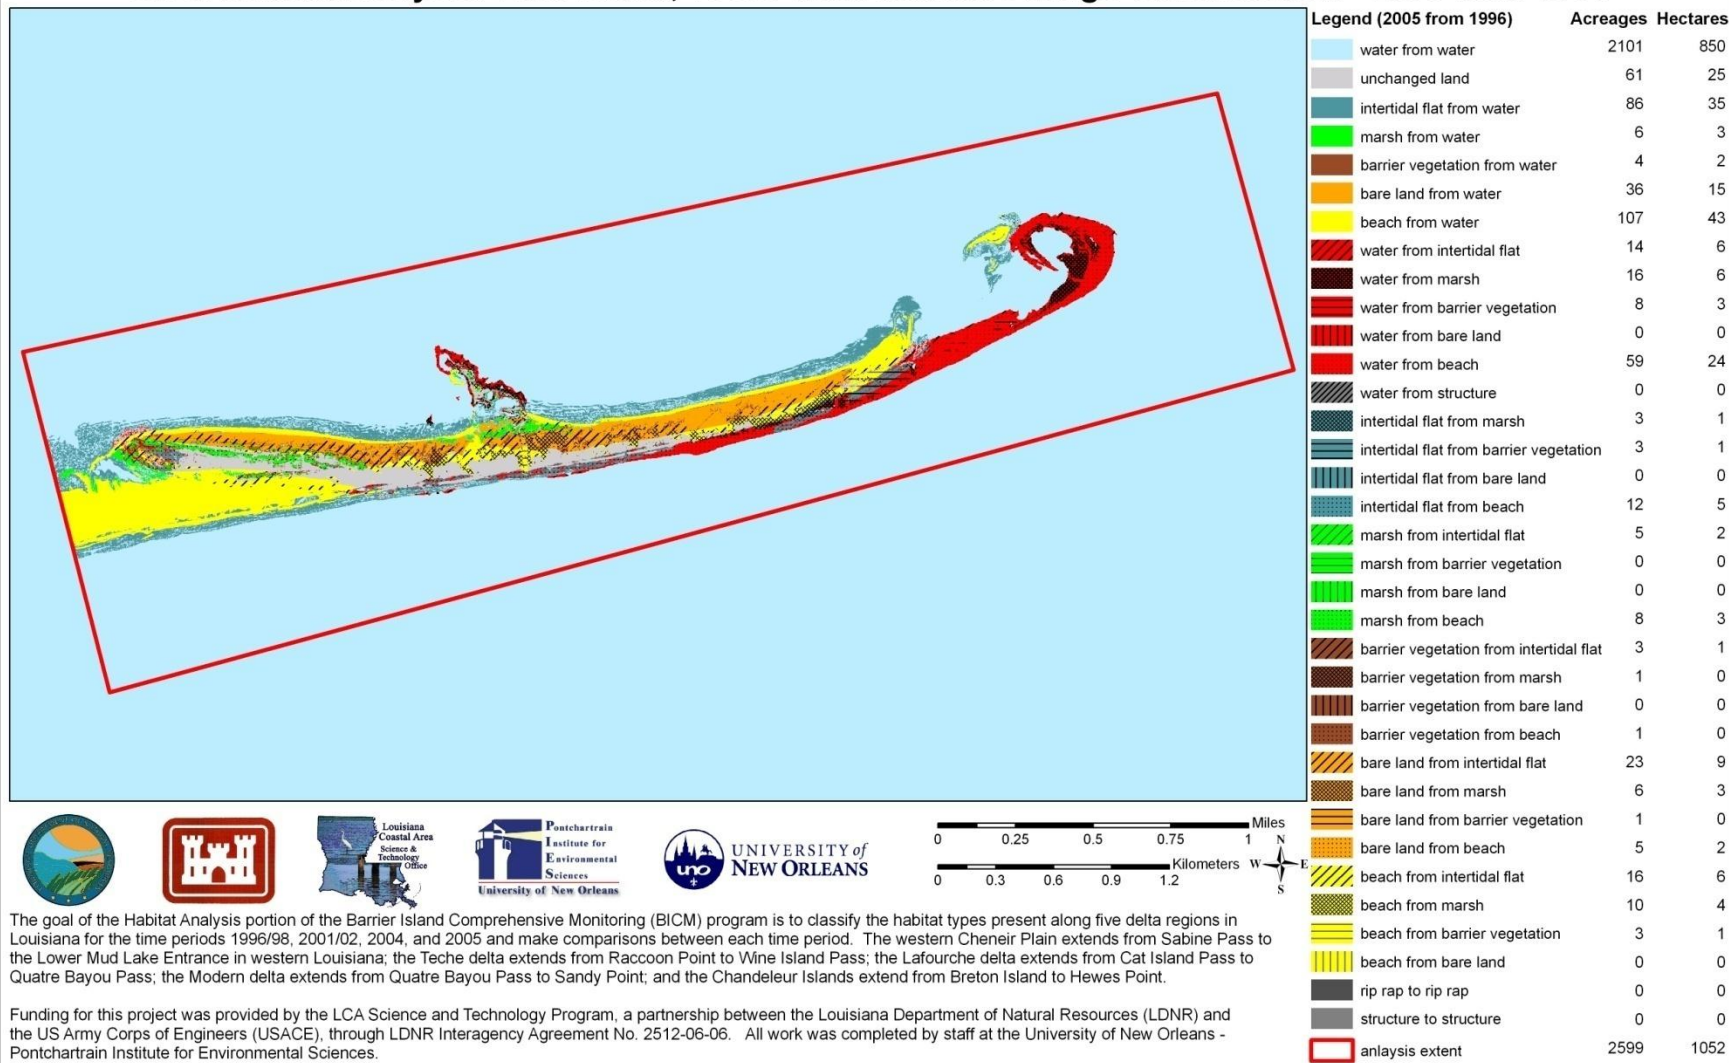 Legend (2005 from 1996) Acreages Hectares
water from water 2101 850
unchanged land 61 25
intertidal flat from water 86 35
marsh from water 6 3
barrier vegetation from water 4 2
bare land from water 36 15
beach from water 107 43
water from intertidal flat 14 6
water from marsh 16 6
water from barrier vegetation 8 3
water from bare land 0 0
water from beach 59 24
water from structure 0 0
intertidal flat from marsh 3 1
intertidal flat from barrier vegetation 3 1
intertidal flat from bare land 0 0
intertidal flat from beach 12 5
marsh from intertidal flat 5 2
marsh from barrier vegetation 0 0
marsh from bare land 0 0
marsh from beach 8 3
barrier vegetation from intertidal flat 3 1
barrier vegetation from marsh 1 0
barrier vegetation from bare land 0 0
barrier vegetation from beach 1 0
bare land from intertidal flat 23 9
bare land from marsh 6 3
bare land from barrier vegetation 1 0
bare land from beach 5 2
beach from intertidal flat 16 6
beach from marsh 10 4
beach from barrier vegetation 3 1
beach from bare land 0 0
rip rap to rip rap 0 0
structure to structure 0 0
anlaysis extent 2599 1052
Louisiana
Coastal Area
Science &
Technology
Office
Pontchartrain
Institute for
Environmental
Sciences
University of New Orleans
uno
UNIVERSITY of
NEW ORLEANS
Miles
0 0.25 0.5 0.75 1
Kilometers
0 0.3 0.6 0.9 1.2
N
W E
S
The goal of the Habitat Analysis portion of the Barrier Island Comprehensive Monitoring (BICM) program is to classify the habitat types present along five delta regions in
Louisiana for the time periods 1996/98, 2001/02, 2004, and 2005 and make comparisons between each time period. The western Cheneir Plain extends from Sabine Pass to
the Lower Mud Lake Entrance in western Louisiana; the Teche delta extends from Raccoon Point to Wine Island Pass; the Lafourche delta extends from Cat Island Pass to
Quatre Bayou Pass; the Modern delta extends from Quatre Bayou Pass to Sandy Point; and the Chandeleur Islands extend from Breton Island to Hewes Point.
Funding for this project was provided by the LCA Science and Technology Program, a partnership between the Louisiana Department of Natural Resources (LDNR) and
the US Army Corps of Engineers (USACE), through LDNR Interagency Agreement No. 2512-06-06. All work was completed by staff at the University of New Orleans -
Pontchartrain Institute for Environmental Sciences.